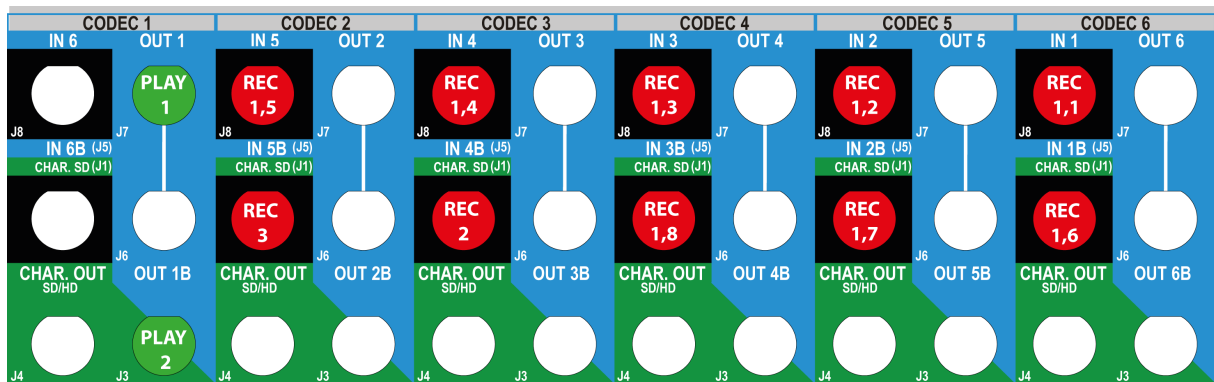 CODEC 1 CODEC 2 CODEC 3 CODEC 4 CODEC 5 CODEC 6
IN 6 OUT 1 IN 5 OUT 2 IN 4 OUT 3 IN 3 OUT 4 IN 2 OUT 5 IN 1 OUT 6
PLAY REC REC REC REC REC
1 1,5 1,4 1,3 1,2 1,1
J8 J7 J8 J7 J8 J7 J8 J7 J8 J7 J8 J7
IN 6B (J5) IN 5B (J5) IN 4B (J5) IN 3B (J5) IN 2B (J5) IN 1B (J5)
CHAR. SD (J1) CHAR. SD (J1) CHAR. SD (J1) CHAR. SD (J1) CHAR. SD (J1) CHAR. SD (J1)
REC REC REC REC REC
3 2 1,8 1,7 1,6
J6 J6 J6 J6 J6 J6
CHAR. OUT OUT 1B CHAR. OUT OUT 2B CHAR. OUT OUT 3B CHAR. OUT OUT 4B CHAR. OUT OUT 5B CHAR. OUT OUT 6B
SD/HD SD/HD SD/HD SD/HD SD/HD SD/HD
PLAY
2
J4 J3 J4 J3 J4 J3 J4 J3 J4 J3 J4 J3